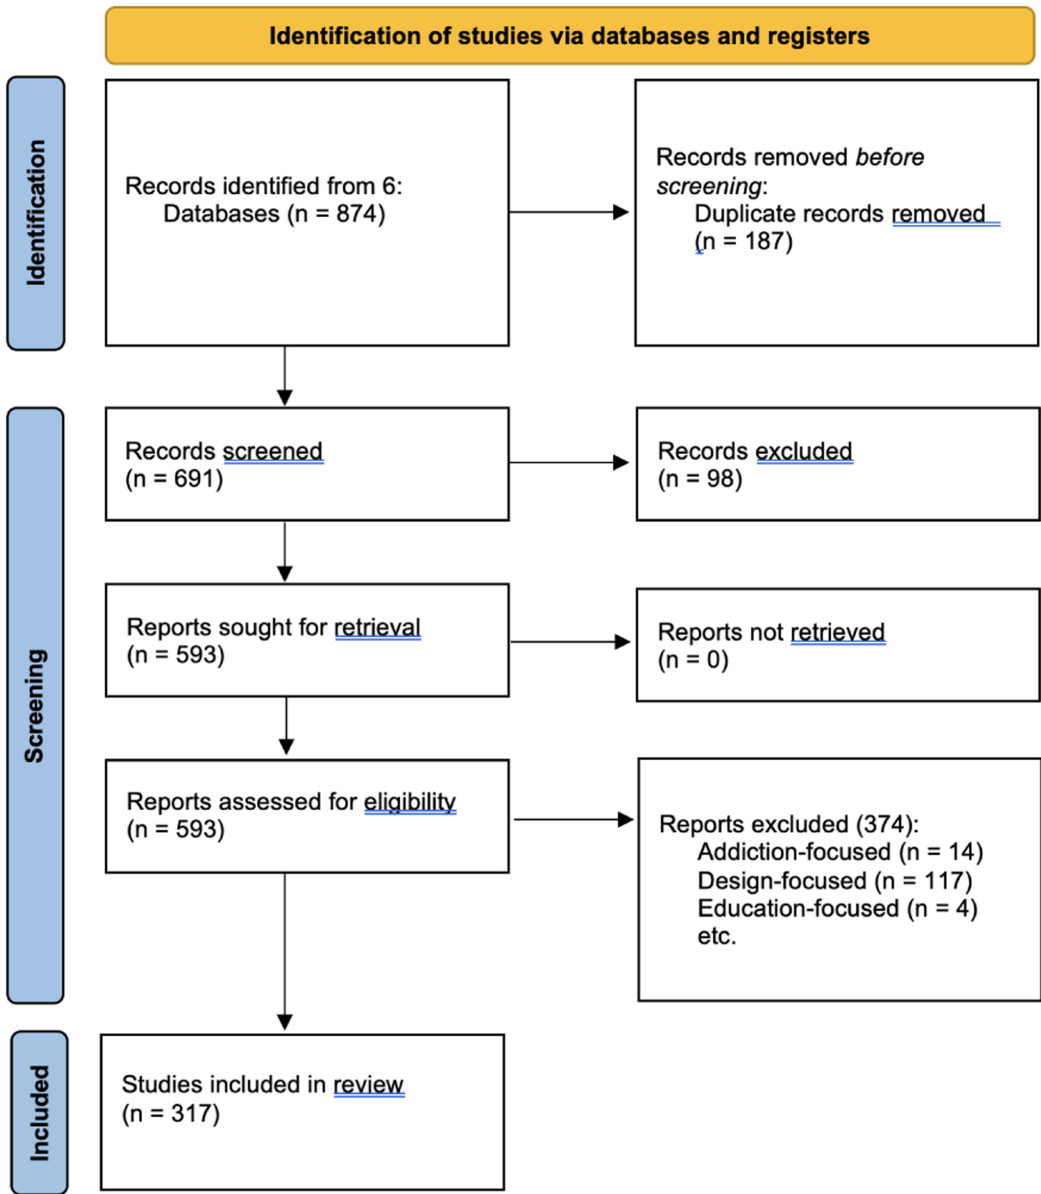 Identification of studies via databases and registers
Identification
Records identified from 6:
Databases (n = 874)
Records removed before
screening:
Duplicate records removed
(n = 187)
Screening
Records screened
(n = 691)
Records excluded
(n = 98)
Reports sought for retrieval
(n = 593)
Reports not retrieved
(n = 0)
Reports assessed for eligibility
(n = 593)
Reports excluded (374):
Addiction-focused (n = 14)
Design-focused (n = 117)
Education-focused (n = 4)
etc.
Included
Studies included in review
(n = 317)